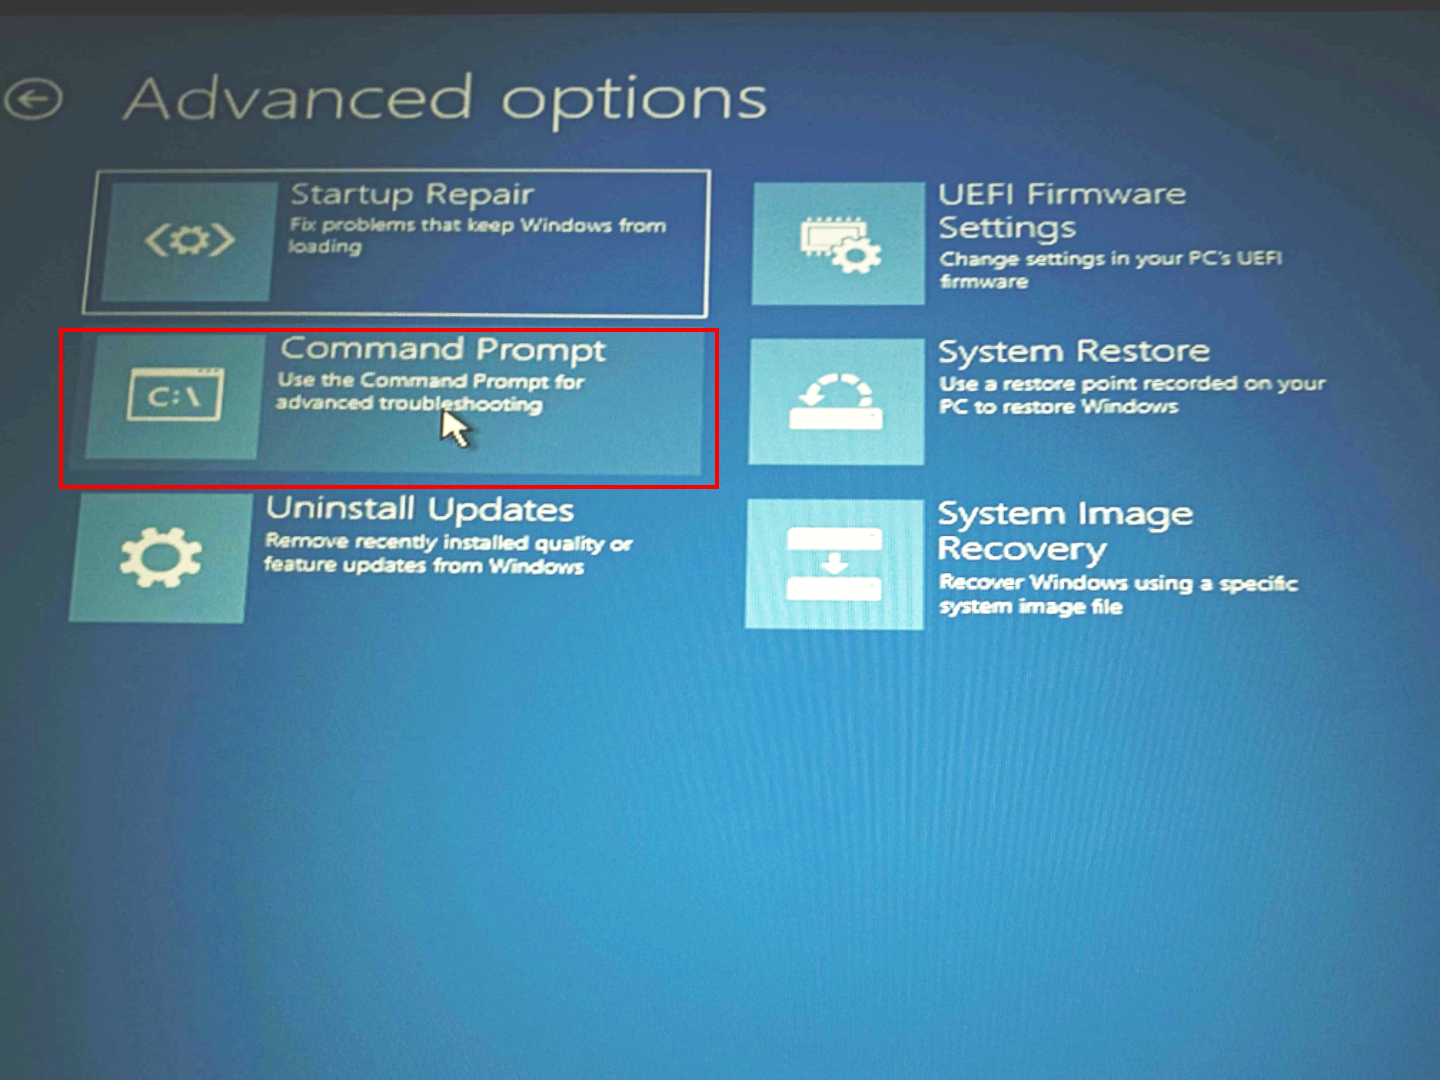 Advanced options
Startup Repair
Fix problems that keep Windows from
loading
Command Prompt
Use the Command Prompt for
advanced troubleshooting
C:\
Uninstall Updates
Remove recently installed quality or
feature updates from Windows
UEFI Firmware
Settings
Change settings in your PC's UEFI
firmware
System Restore
Use a restore point recorded on your
PC to restore Windows
System Image
Recovery
Recover Windows using a specific
system image file